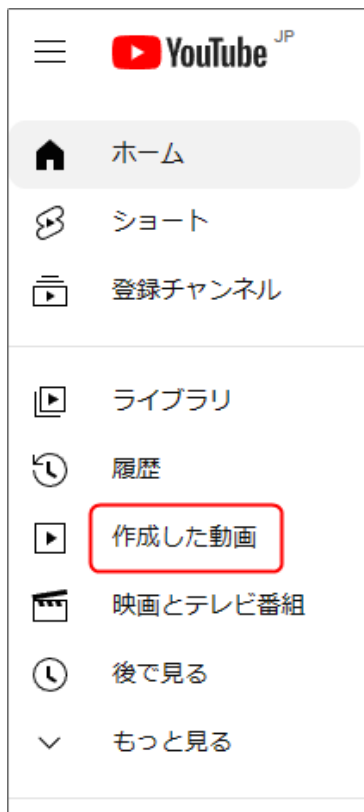 YouTube JP
ホーム
ショート
登録チャンネル
ライブラリ
履歴
作成した動画
映画とテレビ番組
後で見る
もっと見る